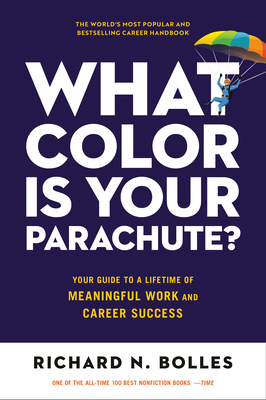 THE WORLD'S MOST POPULAR AND
BESTSELLING CAREER HANDBOOK
WHAT
COLOR
IS YOUR
PARACHUTE?
YOUR GUIDE TO A LIFETIME OF
MEANINGFUL WORK AND
CAREER SUCCESS
RICHARD N. BOLLES
ONE OF THE ALL-TIME 100 BEST NONFICTION BOOKS. —TIME